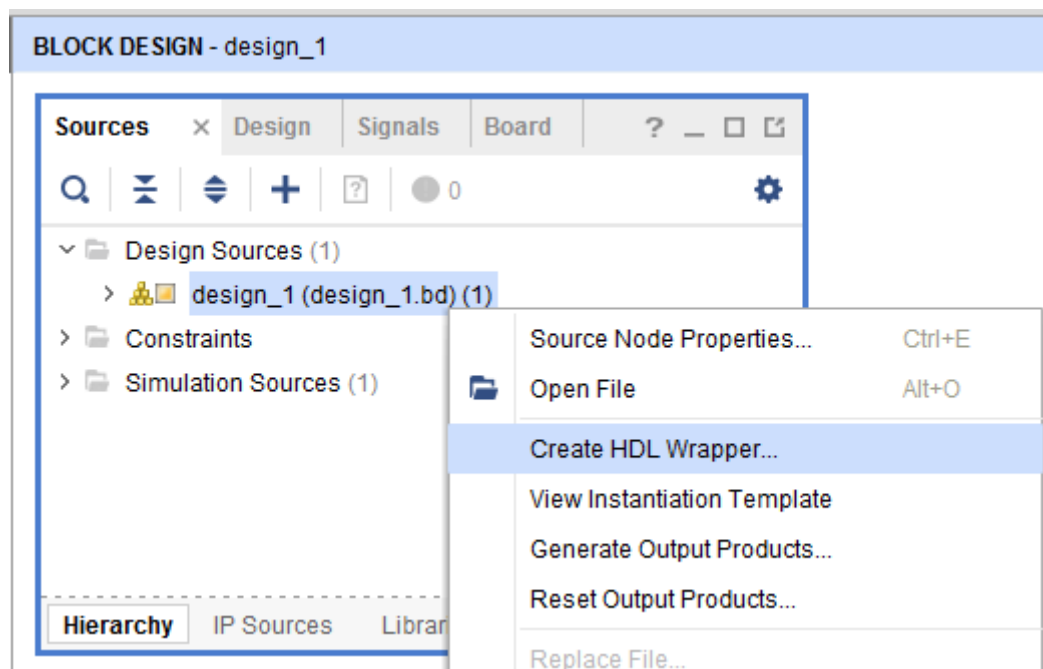 BLOCK DESIGN - design_1
Sources × Design Signals Board ?
? 0
Design Sources (1)
design_1 (design_1.bd) (1)
Constraints
Simulation Sources (1)
Source Node Properties... Ctrl+E
Open File Alt+O
Create HDL Wrapper...
View Instantiation Template
Generate Output Products...
Reset Output Products...
Hierarchy IP Sources Librar
Replace File...